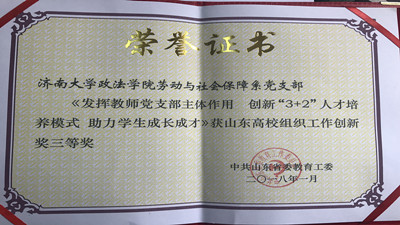 荣誉证书
济南大学政法学院劳动与社会保障系党支部
《发挥教师党支部主体作用 创新“3+2”人才培
养模式 助力学生成长成才》获山东高校组织工作创新
奖三等奖
中共山东省委教育工委
二〇一八年一月